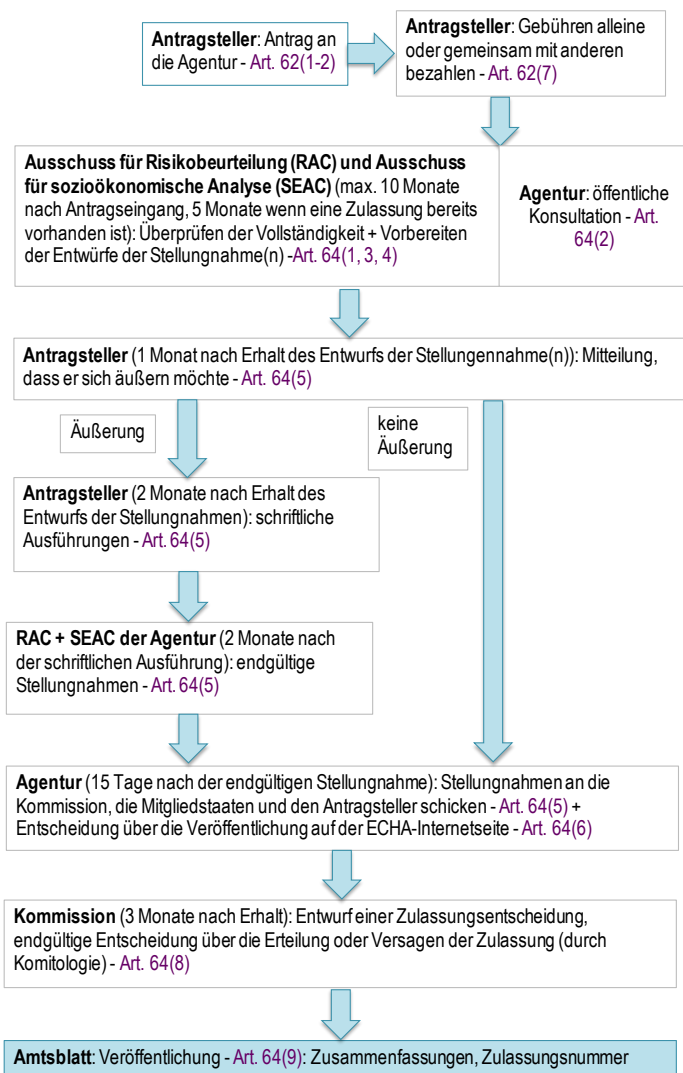 Antragsteller: Antrag an
die Agentur - Art. 62(1-2)
Antragsteller: Gebühren alleine
oder gemeinsam mit anderen
bezahlen - Art. 62(7)
Ausschuss für Risikobeurteilung (RAC) und Ausschuss
für sozioökonomische Analyse (SEAC) (max. 10 Monate
nach Antragseingang, 5 Monate wenn eine Zulassung bereits
vorhanden ist): Überprüfen der Vollständigkeit + Vorbereiten
der Entwürfe der Stellungnahme(n) -Art. 64(1, 3, 4)
Agentur: öffentliche
Konsultation - Art.
64(2)
Antragsteller (1 Monat nach Erhalt des Entwurfs der Stellungennahme(n)): Mitteilung,
dass er sich äußern möchte - Art. 64(5)
Äußerung
keine
Äußerung
Antragsteller (2 Monate nach Erhalt des
Entwurfs der Stellungnahmen): schriftliche
Ausführungen - Art. 64(5)
RAC + SEAC der Agentur (2 Monate nach
der schriftlichen Ausführung): endgültige
Stellungnahmen - Art. 64(5)
Agentur (15 Tage nach der endgültigen Stellungnahme): Stellungnahmen an die
Kommission, die Mitgliedstaaten und den Antragsteller schicken - Art. 64(5) +
Entscheidung über die Veröffentlichung auf der ECHA-Internetseite - Art. 64(6)
Kommission (3 Monate nach Erhalt): Entwurf einer Zulassungsentscheidung,
endgültige Entscheidung über die Erteilung oder Versagen der Zulassung (durch
Komitologie) - Art. 64(8)
Amtsblatt: Veröffentlichung - Art. 64(9): Zusammenfassungen, Zulassungsnummer